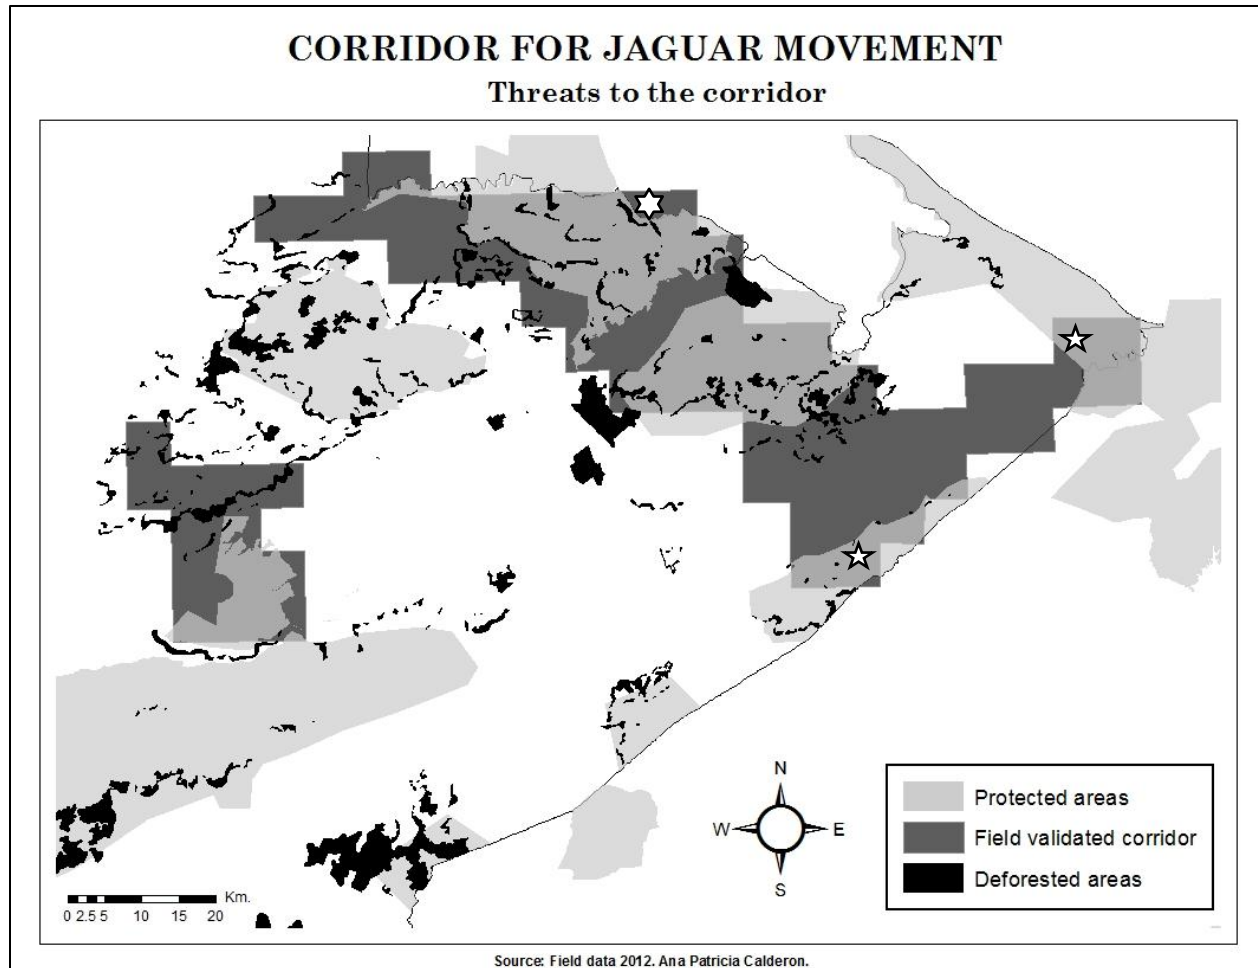 CORRIDOR FOR JAGUAR MOVEMENT
Threats to the corridor
N
W
E
S
Protected areas
Field validated corridor
Deforested areas
Km.
0 2.5 5 10 15 20
Source: Field data 2012. Ana Patricia Calderon.